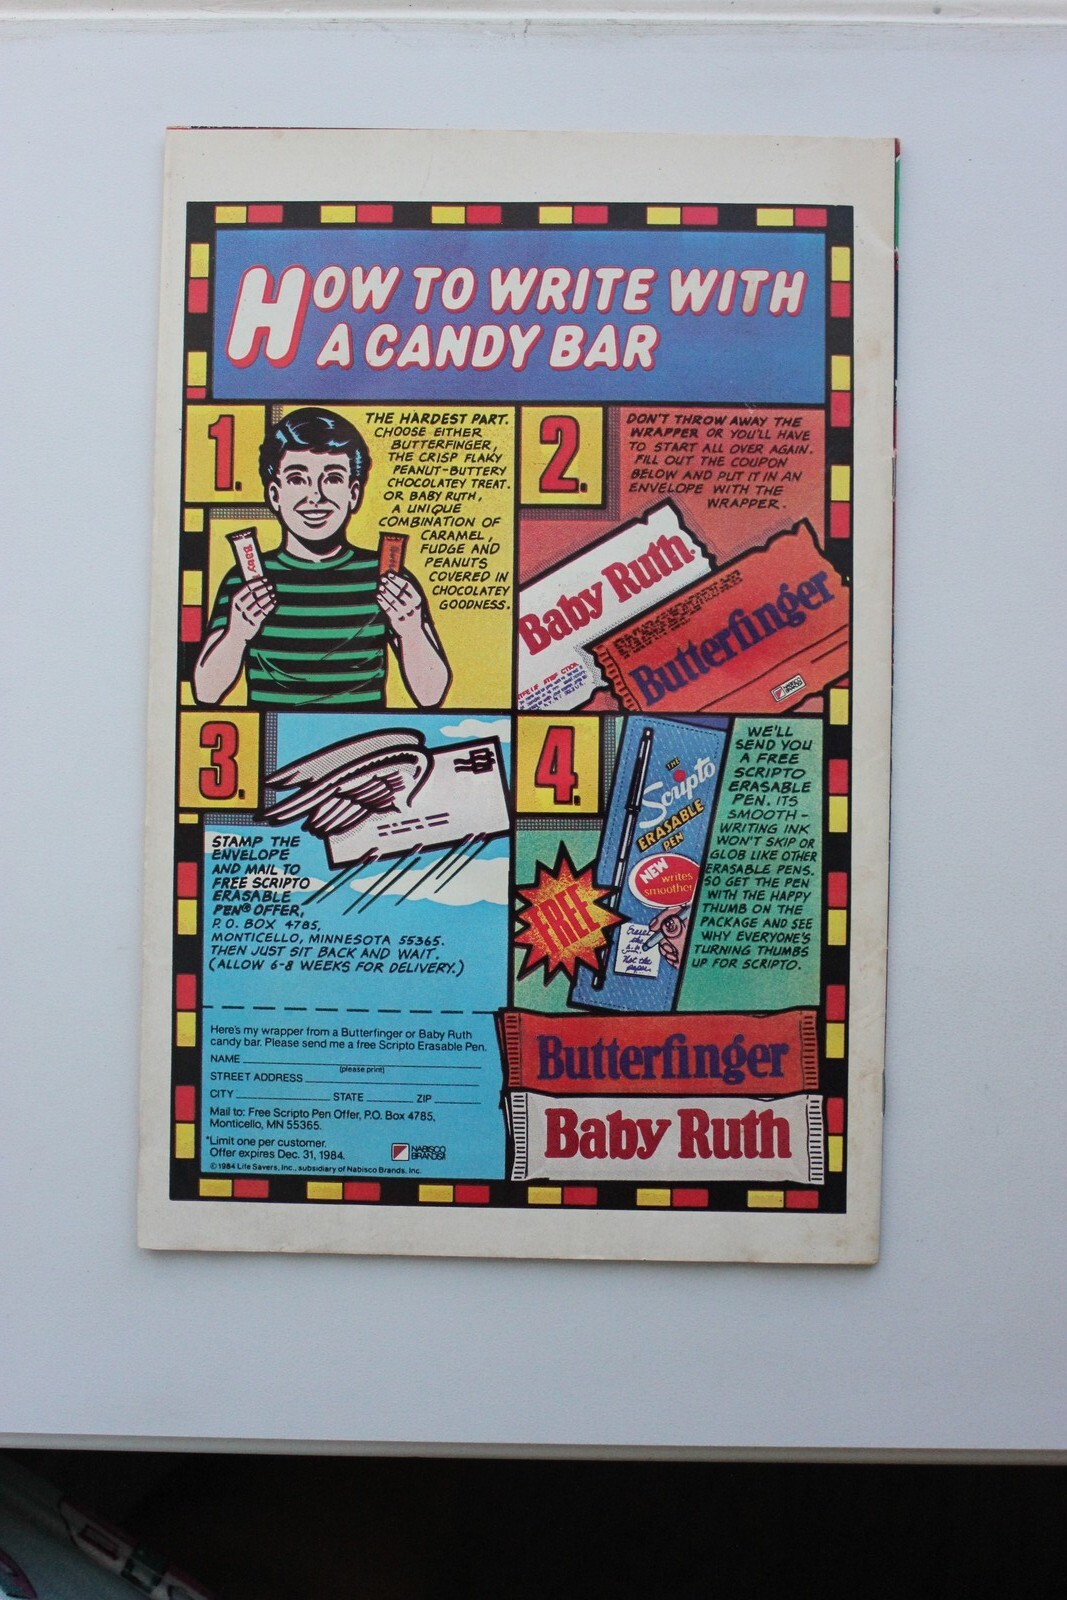 HOW TO WRITE WITH
A CANDY BAR
1.
THE HARDEST PART.
CHOOSE EITHER
BUTTERFINGER,
THE CRISP FLAKY
PEANUT-BUTTERY
CHOCOLATEY TREAT.
OR BABY RUTH,
A UNIQUE
COMBINATION OF
CARAMEL,
FUDGE AND
PEANUTS
COVERED IN
CHOCOLATEY
GOODNESS.
Baby
2.
DON'T THROW AWAY THE
WRAPPER OR YOU'LL HAVE
TO START ALL OVER AGAIN.
FILL OUT THE COUPON
BELOW AND PUT IT IN AN
ENVELOPE WITH THE
WRAPPER.
Baby Ruth
Butterfinger
NABISCO
BRANDS
3.
STAMP THE
ENVELOPE
AND MAIL TO
FREE SCRIPTO
ERASABLE
PEN® OFFER,
P.O. BOX 4785,
MONTICELLO, MINNESOTA 55365.
THEN JUST SIT BACK AND WAIT.
(ALLOW 6-8 WEEKS FOR DELIVERY.)
4.
THE
Scripto
ERASABLE
PEN
NEW
writes
smoother
FREE
WE'LL
SEND YOU
A FREE
SCRIPTO
ERASABLE
PEN. ITS
SMOOTH-
WRITING INK
WON'T SKIP OR
GLOB LIKE OTHER
ERASABLE PENS.
SO GET THE PEN
WITH THE HAPPY
THUMB ON THE
PACKAGE AND SEE
WHY EVERYONE'S
TURNING THUMBS
UP FOR SCRIPTO.
Here's my wrapper from a Butterfinger or Baby Ruth
candy bar. Please send me a free Scripto Erasable Pen.
NAME
(please print)
STREET ADDRESS
CITY STATE ZIP
Mail to: Free Scripto Pen Offer, P.O. Box 4785,
Monticello, MN 55365.
*Limit one per customer.
Offer expires Dec. 31, 1984.
NABISCO
BRANDS
©1984 Life Savers, Inc., subsidiary of Nabisco Brands, Inc.
Butterfinger
Baby Ruth